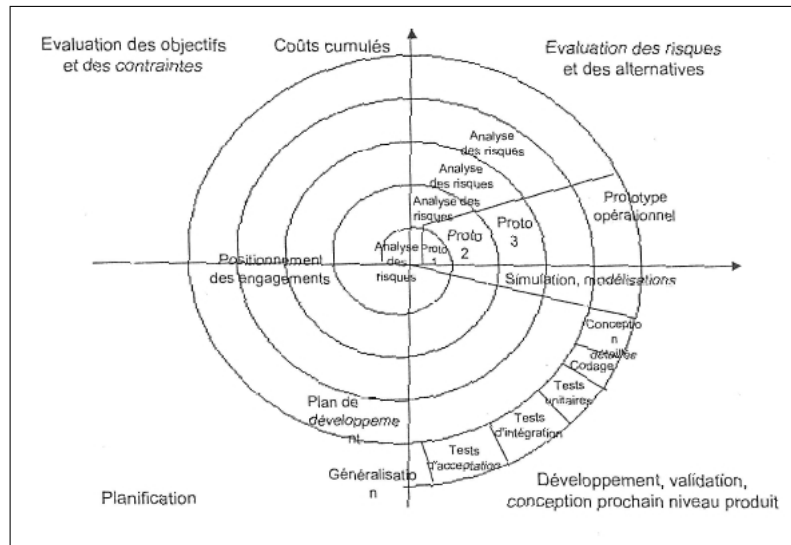 Evaluation des objectifs
et des contraintes
Coûts cumulés
Evaluation des risques
et des alternatives
Analyse
des risques
Analyse
des risques
Analyse des
risques
Prototype
opérationnel
Proto
3
Proto
2
Proto
1
Analyse
des
risques
Positionnement
des engagements
Simulation, modélisations
Conceptio
n
détaillée
Codage
Tests
unitaires
Tests
d'intégration
Tests
d'acceptation
Plan de
développeme
nt
Généralisatio
n
Planification
Développement, validation,
conception prochain niveau produit